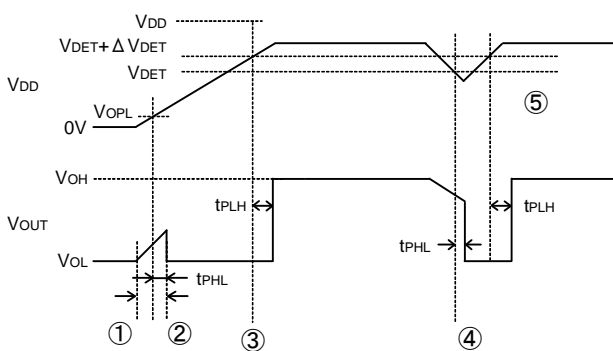 VDD
VDET+ΔVDET
VDET
VDD
VOPL
0V
⑤
VOH
tPLH
tPLH
VOUT
tPHL
VOL
tPHL
① ② ③ ④